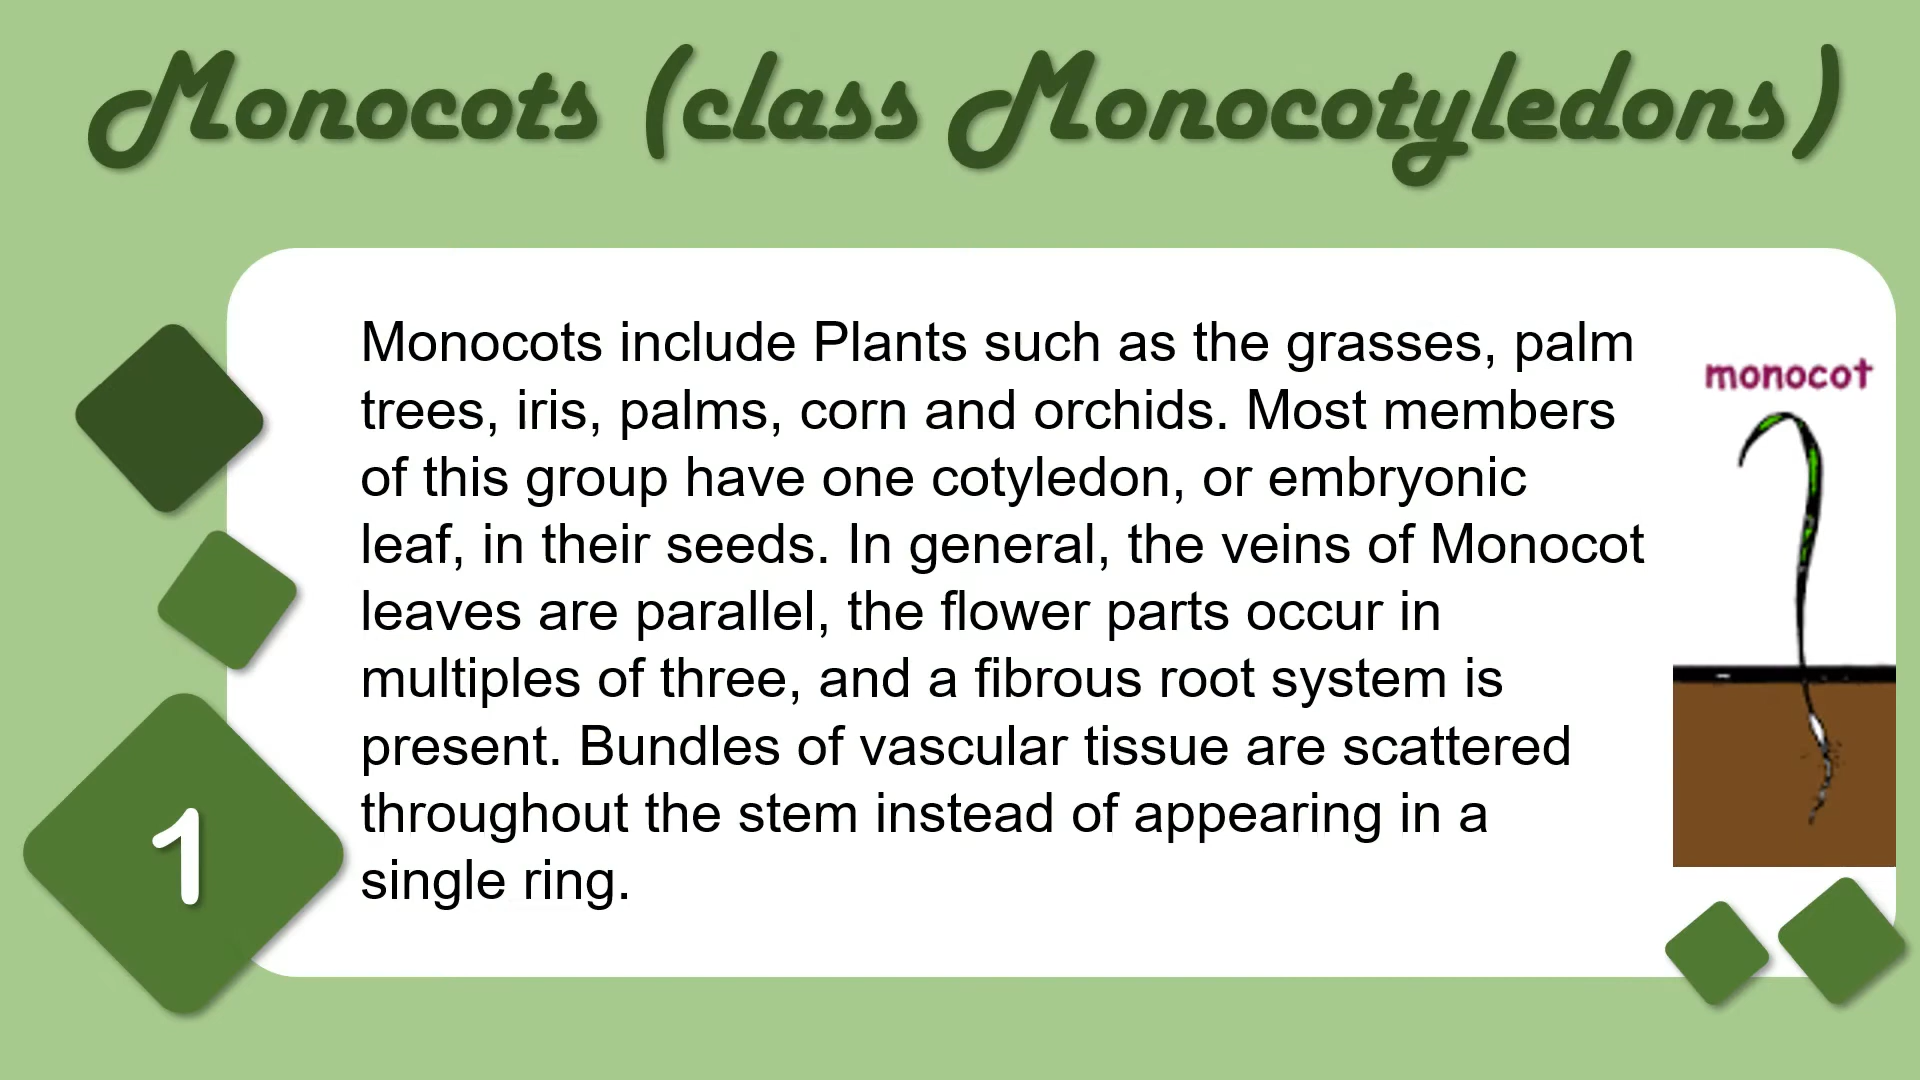 Monocots (class Monocotyledons)
Monocots include Plants such as the grasses, palm
trees, iris, palms, corn and orchids. Most members
of this group have one cotyledon, or embryonic
leaf, in their seeds. In general, the veins of Monocot
leaves are parallel, the flower parts occur in
multiples of three, and a fibrous root system is
present. Bundles of vascular tissue are scattered
throughout the stem instead of appearing in a
single ring.
monocot
1